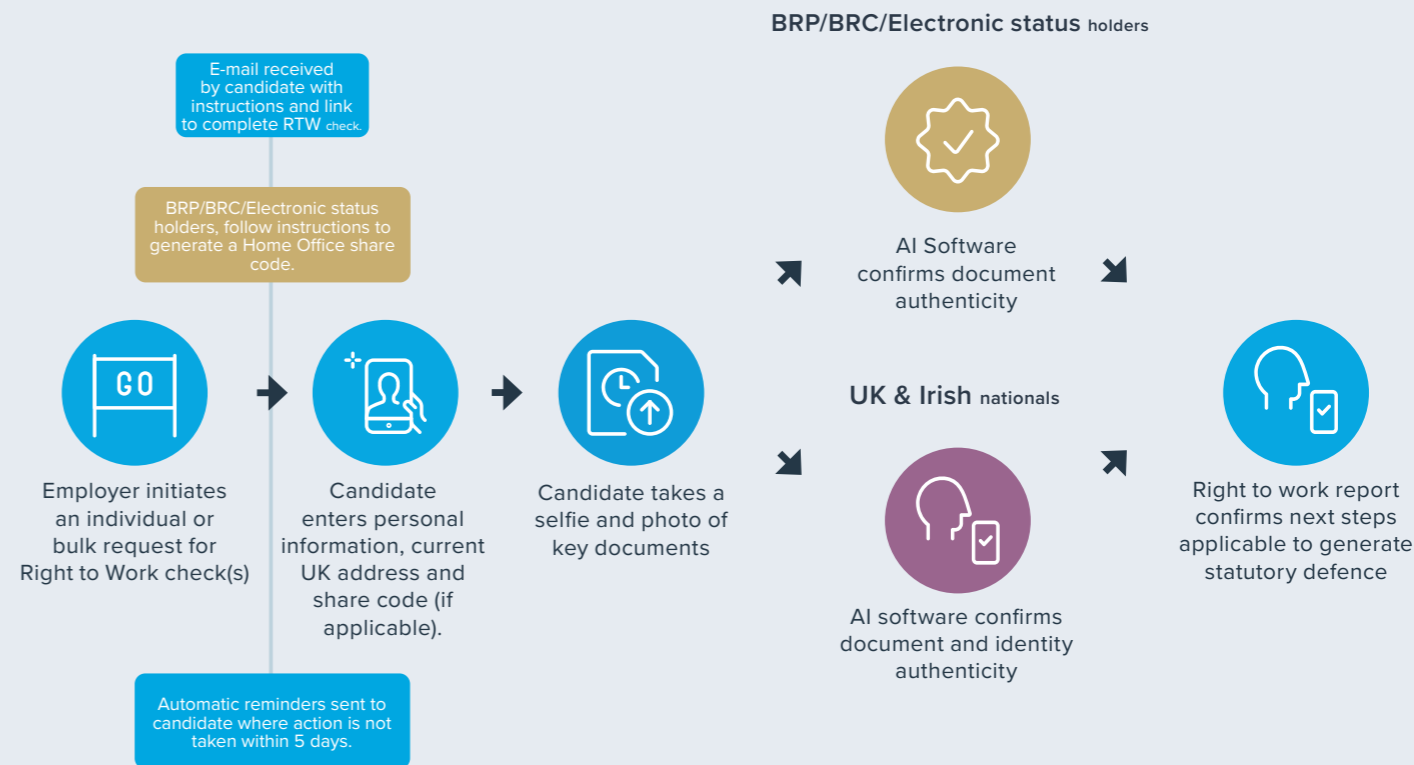 BRP/BRC/Electronic status holders
E-mail received
by candidate with
instructions and link
to complete RTW check.
BRP/BRC/Electronic status
holders, follow instructions to
generate a Home Office share
code.
GO
Employer initiates
an individual or
bulk request for
Right to Work check(s)
Candidate
enters personal
information, current
UK address and
share code (if
applicable).
Candidate takes a
selfie and photo of
key documents
AI Software
confirms document
authenticity
UK & Irish nationals
AI software confirms
document and identity
authenticity
Right to work report
confirms next steps
applicable to generate
statutory defence
Automatic reminders sent to
candidate where action is not
taken within 5 days.